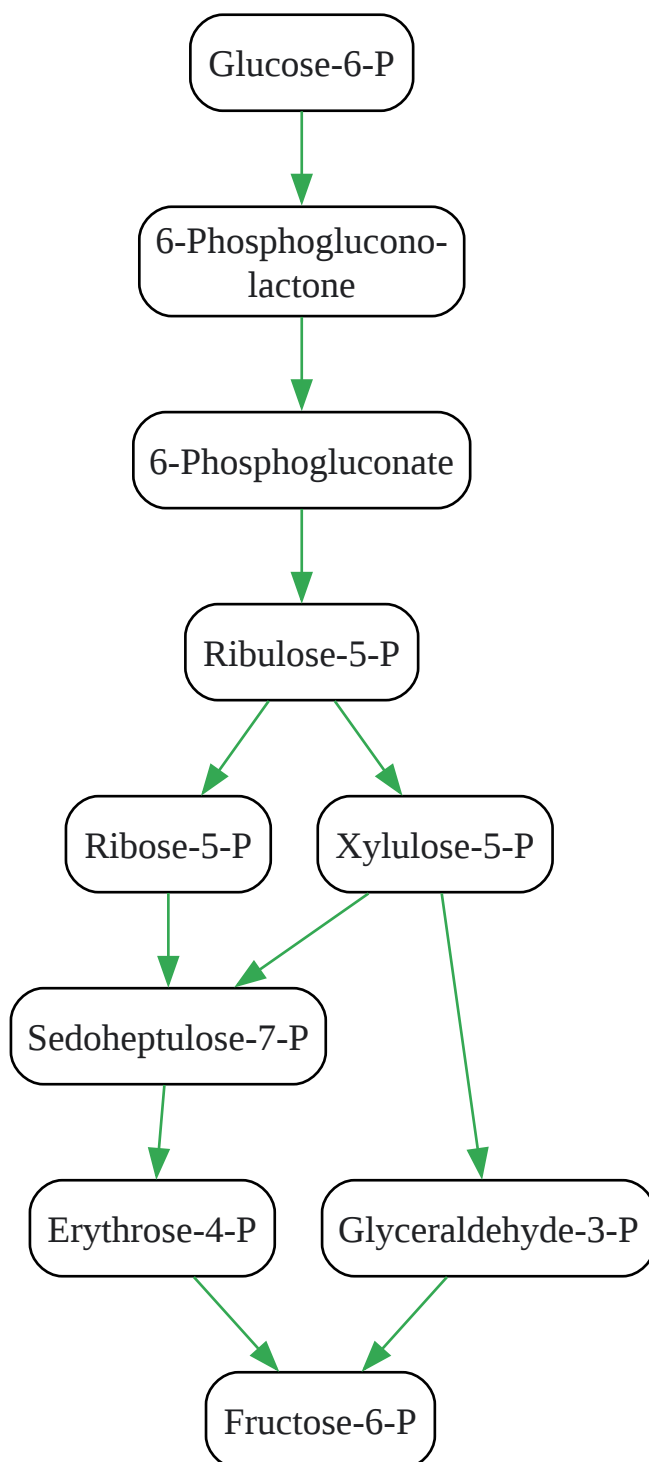 Glucose-6-P
6-Phosphoglucono-
lactone
6-Phosphogluconate
Ribulose-5-P
Ribose-5-P
Xylulose-5-P
Sedoheptulose-7-P
Erythrose-4-P
Glyceraldehyde-3-P
Fructose-6-P